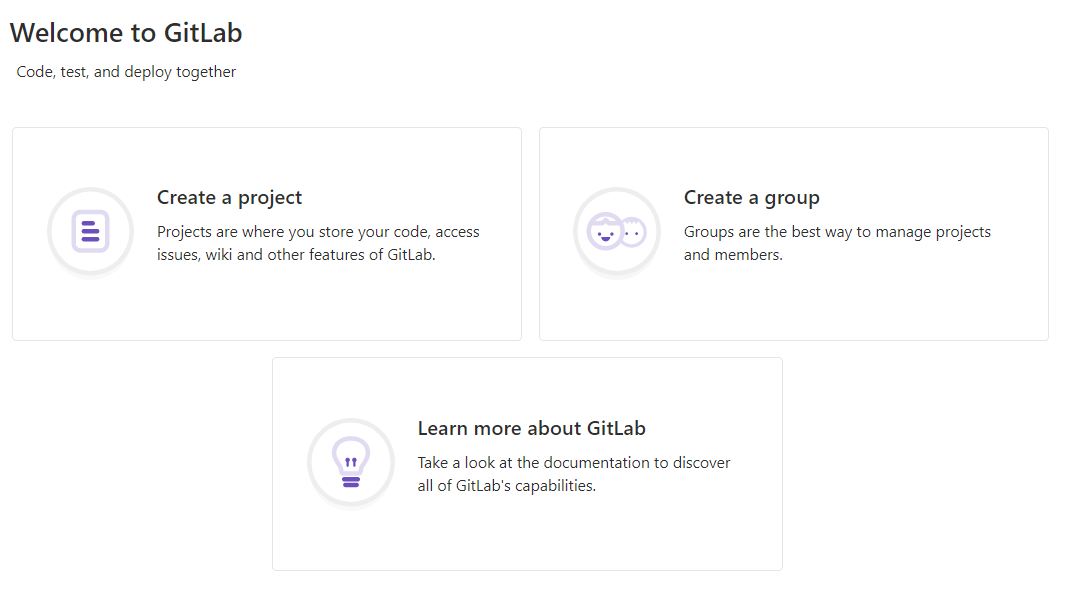 Welcome to GitLab
Code, test, and deploy together
Create a project
Projects are where you store your code, access
issues, wiki and other features of GitLab.
Create a group
Groups are the best way to manage projects
and members.
Learn more about GitLab
Take a look at the documentation to discover
all of GitLab's capabilities.